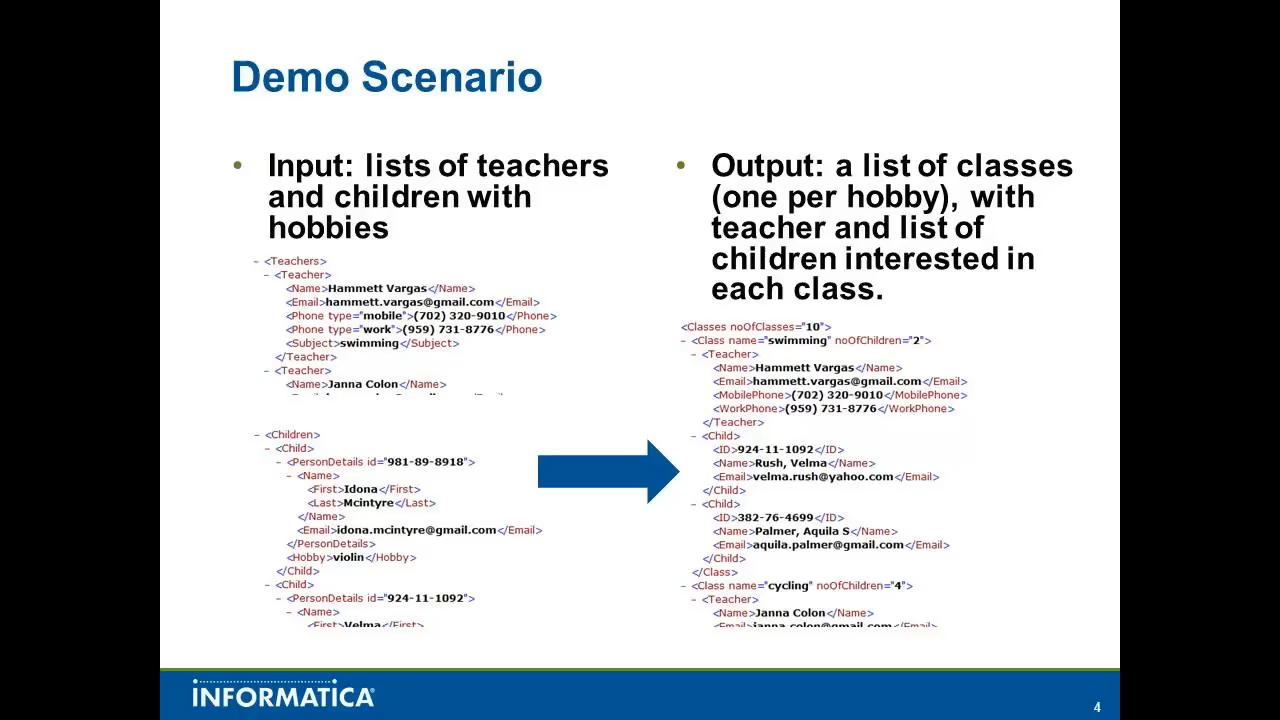 Demo Scenario
• Input: lists of teachers
and children with
hobbies
− <Teachers>
− <Teacher>
<Name>Hammett Vargas</Name>
<Email>hammett.vargas@gmail.com</Email>
<Phone type="mobile">(702) 320-9010</Phone>
<Phone type="work">(959) 731-8776</Phone>
<Subject>swimming</Subject>
</Teacher>
− <Teacher>
<Name>Janna Colon</Name>
− <Children>
− <Child>
− <PersonDetails id="981-89-8918">
− <Name>
<First>Idona</First>
<Last>Mcintyre</Last>
</Name>
<Email>idona.mcintyre@gmail.com</Email>
</PersonDetails>
<Hobby>violin</Hobby>
</Child>
− <Child>
− <PersonDetails id="924-11-1092">
− <Name>
<First>Velma</First>
• Output: a list of classes
(one per hobby), with
teacher and list of
children interested in
each class.
<Classes noOfClasses="10">
− <Class name="swimming" noOfChildren="2">
− <Teacher>
<Name>Hammett Vargas</Name>
<Email>hammett.vargas@gmail.com</Email>
<MobilePhone>(702) 320-9010</MobilePhone>
<WorkPhone>(959) 731-8776</WorkPhone>
</Teacher>
− <Child>
<ID>924-11-1092</ID>
<Name>Rush, Velma</Name>
<Email>velma.rush@yahoo.com</Email>
</Child>
− <Child>
<ID>382-76-4699</ID>
<Name>Palmer, Aquila S</Name>
<Email>aquila.palmer@gmail.com</Email>
</Child>
</Class>
− <Class name="cycling" noOfChildren="4">
− <Teacher>
<Name>Janna Colon</Name>
<Email>janna.colon@gmail.com</Email>
INFORMATICA
4